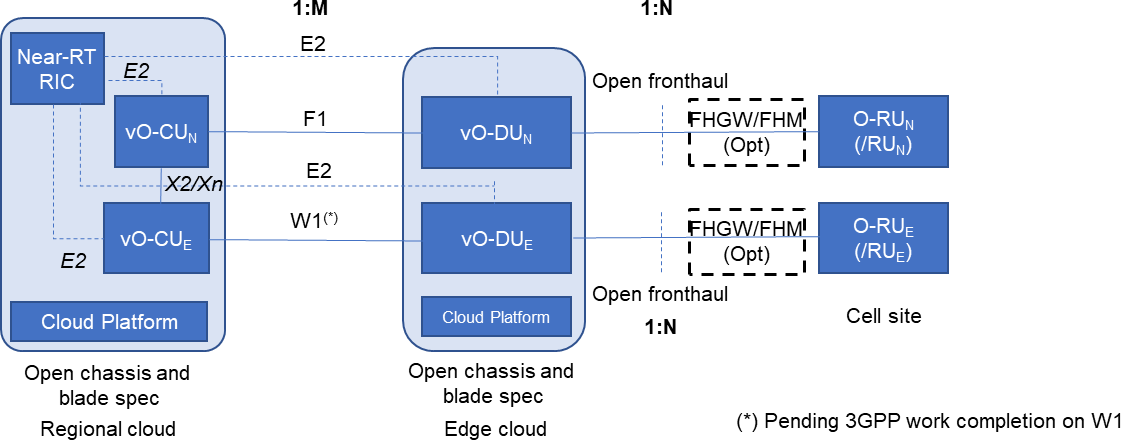 1:M
1:N
Near-RT
RIC
E2
E2
Open fronthaul
vO-CUN
F1
vO-DUN
FHGW/FHM
(Opt)
O-RUN
(/RUN)
X2/Xn
E2
vO-CUE
W1(*)
vO-DUE
FHGW/FHM
(Opt)
O-RUE
(/RUE)
E2
Open fronthaul
Cloud Platform
Cloud Platform
1:N
Cell site
Open chassis and
blade spec
Regional cloud
Open chassis and
blade spec
Edge cloud
(*) Pending 3GPP work completion on W1